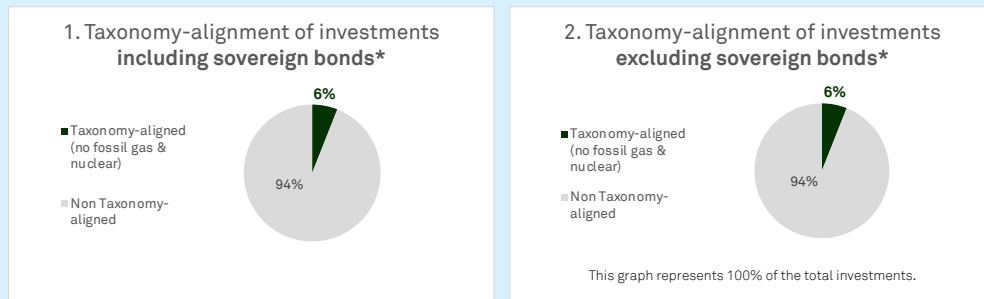 1. Taxonomy-alignment of investments
including sovereign bonds*
6%
Taxonomy-aligned
(no fossil gas &
nuclear)
94%
Non Taxonomy-
aligned
2. Taxonomy-alignment of investments
excluding sovereign bonds*
6%
Taxonomy-aligned
(no fossil gas &
nuclear)
94%
Non Taxonomy-
aligned
This graph represents 100% of the total investments.